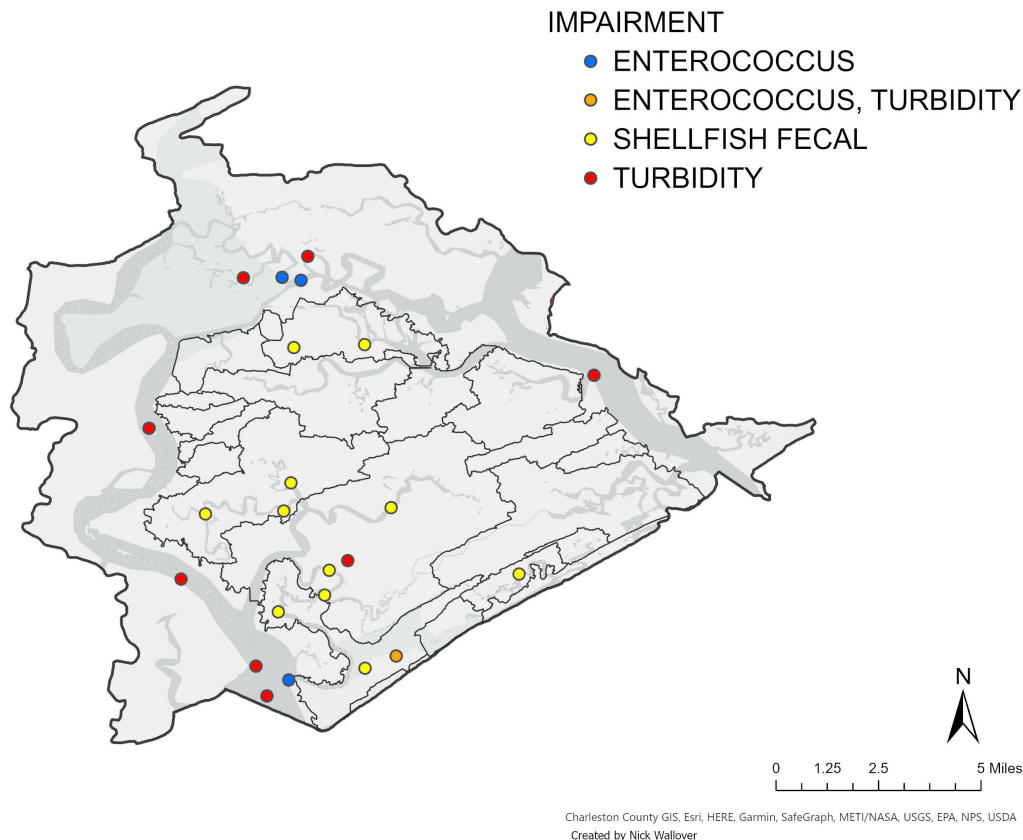 IMPAIRMENT
ENTEROCOCCUS
ENTEROCOCCUS, TURBIDITY
SHELLFISH FECAL
TURBIDITY
N
0 1.25 2.5 5 Miles
Charleston County GIS, Esri, HERE, Garmin, SafeGraph, METI/NASA, USGS, EPA, NPS, USDA
Created by Nick Wallover